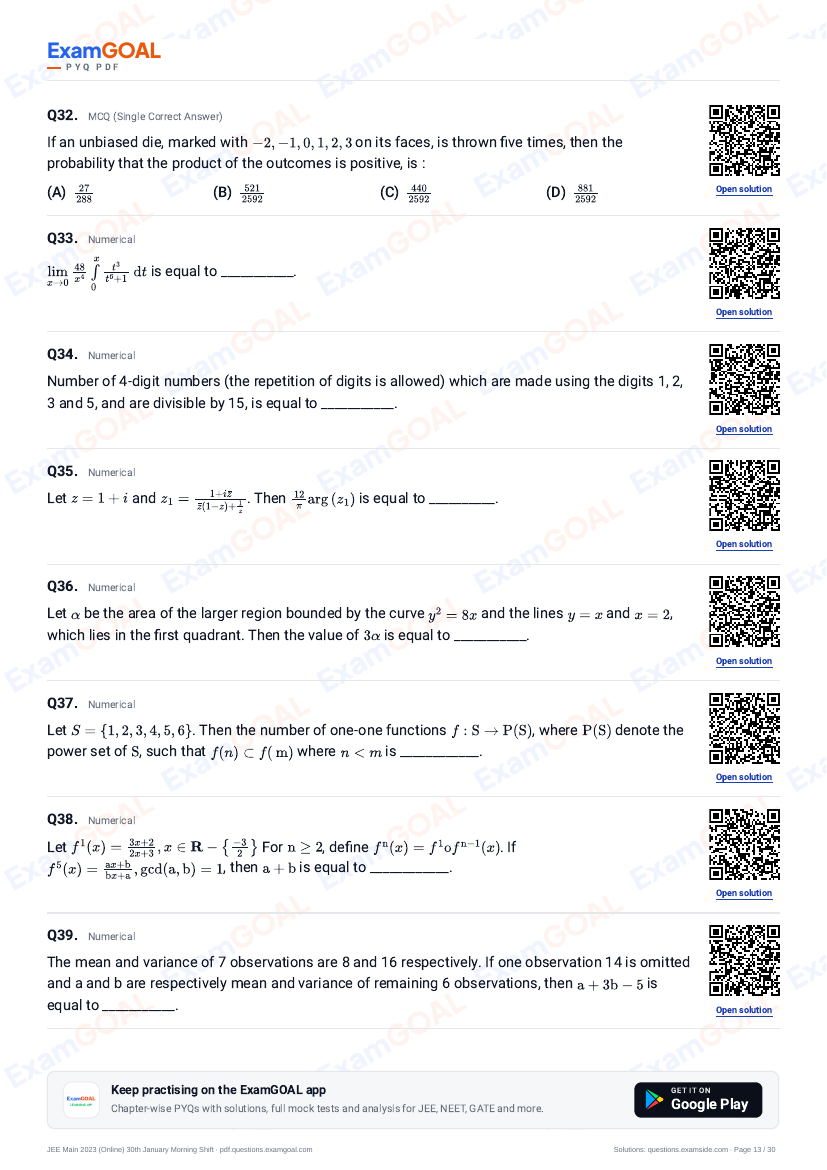 ExamGOAL
PYQ PDF
Q32. MCQ (Single Correct Answer)
If an unbiased die, marked with −2, −1, 0, 1, 2, 3 on its faces, is thrown five times, then the
probability that the product of the outcomes is positive, is :
(A) 27/288 (B) 521/2592 (C) 440/2592 (D) 881/2592
Open solution
Q33. Numerical
lim x→0 48/x⁴ ∫₀ˣ t³/(t⁶+1) dt is equal to ___________.
Open solution
Q34. Numerical
Number of 4-digit numbers (the repetition of digits is allowed) which are made using the digits 1, 2,
3 and 5, and are divisible by 15, is equal to ___________.
Open solution
Q35. Numerical
Let z = 1 + i and z₁ = (1+iz̄)/(z̄(1−z)+1/z). Then 12/π arg (z₁) is equal to __________.
Open solution
Q36. Numerical
Let α be the area of the larger region bounded by the curve y² = 8x and the lines y = x and x = 2,
which lies in the first quadrant. Then the value of 3α is equal to ___________.
Open solution
Q37. Numerical
Let S = {1, 2, 3, 4, 5, 6}. Then the number of one-one functions f : S → P(S), where P(S) denote the
power set of S, such that f(n) ⊂ f( m) where n < m is ____________.
Open solution
Q38. Numerical
Let f¹(x) = (3x+2)/(2x+3), x ∈ R − {−3/2} For n ≥ 2, define fⁿ(x) = f¹ofⁿ⁻¹(x). If
f⁵(x) = (ax+b)/(bx+a), gcd(a, b) = 1, then a + b is equal to ____________.
Open solution
Q39. Numerical
The mean and variance of 7 observations are 8 and 16 respectively. If one observation 14 is omitted
and a and b are respectively mean and variance of remaining 6 observations, then a + 3b − 5 is
equal to ___________.
Open solution
ExamGOAL
Keep practising on the ExamGOAL app
Chapter-wise PYQs with solutions, full mock tests and analysis for JEE, NEET, GATE and more.
GET IT ON
Google Play
JEE Main 2023 (Online) 30th January Morning Shift · pdf.questions.examgoal.com
Solutions: questions.examside.com · Page 13 / 30